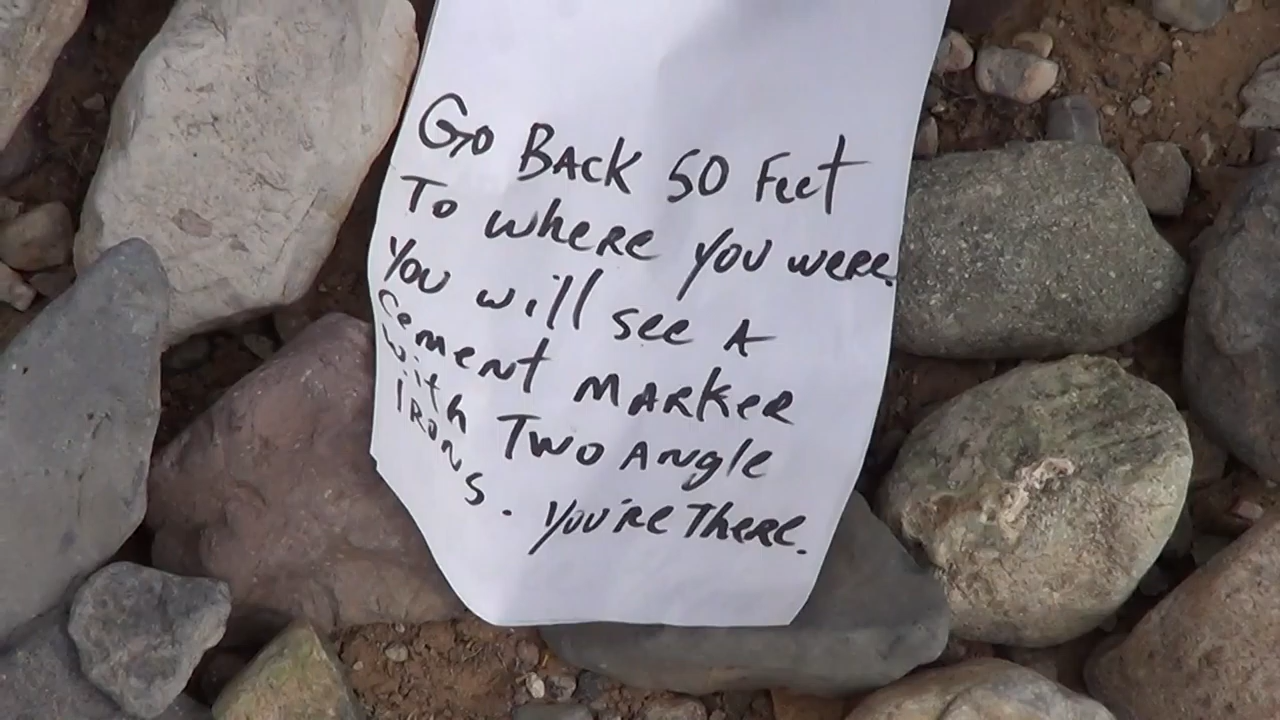 Go BACK 50 Feet
To where you were.
You will see A
Cement MARKER
with Two Angle
IRONS. You're There.